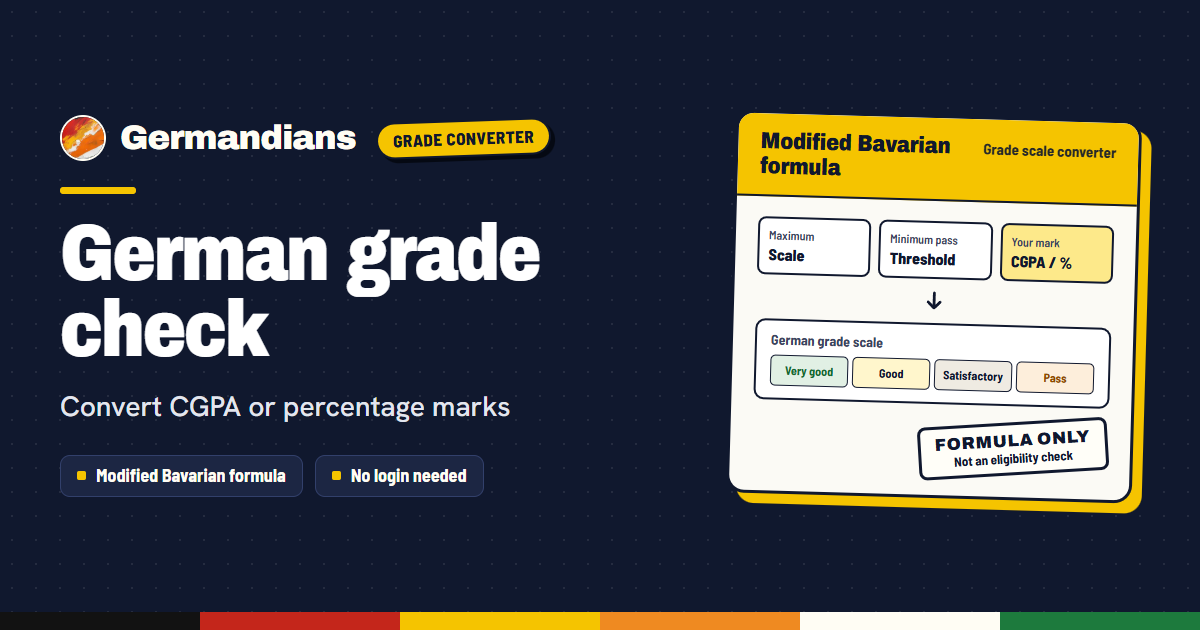 Germandians
GRADE CONVERTER
German grade
check
Convert CGPA or percentage marks
Modified Bavarian formula
No login needed
Modified Bavarian
formula
Grade scale converter
Maximum
Scale
Minimum pass
Threshold
Your mark
CGPA / %
German grade scale
Very good
Good
Satisfactory
Pass
FORMULA ONLY
Not an eligibility check